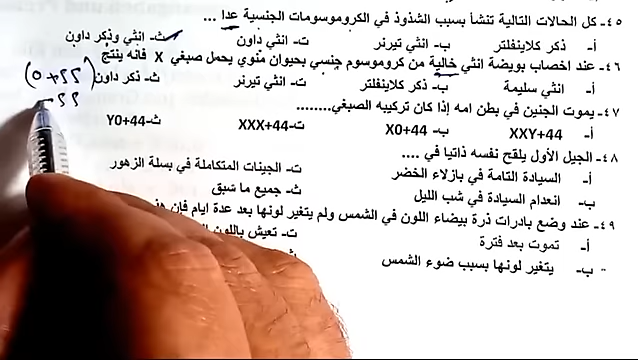 ٤٥- كل الحالات التالية تنشأ بسبب الشذوذ في الكروموسومات الجنسية عدا ...
أ- ذكر كلاينفلتر ب- انثي تيرنر ت- انثي داون ث- انثي وذكر داون
٤٦- عند اخصاب بويضة انثي خالية من كروموسوم جنسي بحيوان منوي يحمل صبغي X فانه ينتج
أ- انثي سليمة ب- ذكر كلاينفلتر ت- انثي تيرنر ث- ذكر داون
(٢٢+٥
٢٢
٤٧- يموت الجنين في بطن امه إذا كان تركيبه الصبغي........
أ- XXY+44 ب- X0+44 ت- XXX+44 ث- Y0+44
٤٨- الجيل الأول يلقح نفسه ذاتيا في ....
أ- السيادة التامة في بازلاء الخضر ت- الجينات المتكاملة في بسلة الزهور
ب- انعدام السيادة في شب الليل ث- جميع ما سبق
٤٩- عند وضع بادرات ذرة بيضاء اللون في الشمس ولم يتغير لونها بعد عدة ايام فإن
أ- تموت بعد فترة ت- تعيش باللون
ب- يتغير لونها بسبب ضوء الشمس